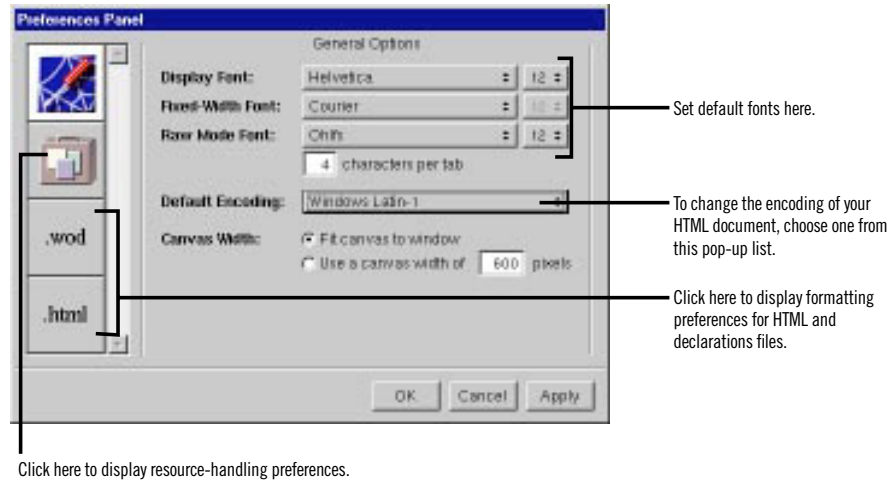 Preferences Panel
General Options
Display Font:
Helvetica
12
Fixed-Width Font:
Courier
Raw Mode Font:
Ohlfs
12
4 characters per tab
Default Encoding:
Windows Latin-1
Canvas Width:
Fit canvas to window
Use a canvas width of 600 pixels
.wod
.html
OK
Cancel
Apply
Set default fonts here.
To change the encoding of your
HTML document, choose one from
this pop-up list.
Click here to display formatting
preferences for HTML and
declarations files.
Click here to display resource-handling preferences.